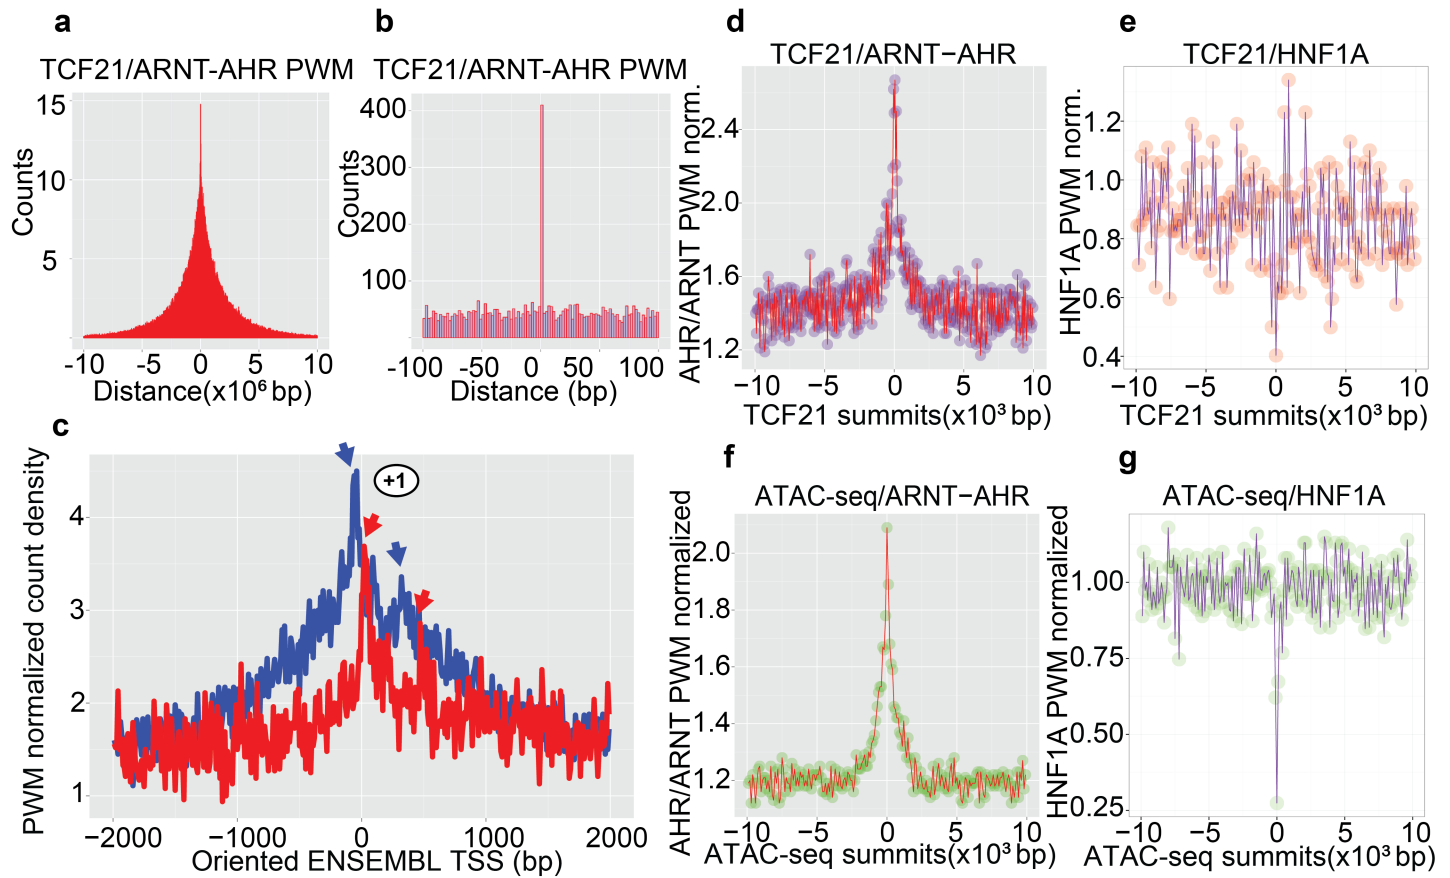 a
TCF21/ARNT-AHR PWM
Counts
15
10
5
-10
-5
0
5
10
Distance(x10⁶ bp)
b
TCF21/ARNT-AHR PWM
Counts
400
300
200
100
-100
-50
0
50
100
Distance (bp)
c
PWM normalized count density
4
3
2
1
+1
−2000
−1000
0
1000
2000
Oriented ENSEMBL TSS (bp)
d
TCF21/ARNT−AHR
AHR/ARNT PWM norm.
2.4
2.0
1.6
1.2
−10
−5
0
5
10
TCF21 summits(x10³ bp)
e
TCF21/HNF1A
HNF1A PWM norm.
1.2
1.0
0.8
0.6
0.4
−10
−5
0
5
10
TCF21 summits(x10³ bp)
f
ATAC-seq/ARNT−AHR
AHR/ARNT PWM normalized
2.0
1.8
1.6
1.4
1.2
−10
−5
0
5
10
ATAC-seq summits(x10³ bp)
g
ATAC-seq/HNF1A
HNF1A PWM normalized
1.00
0.75
0.50
0.25
−10
−5
0
5
10
ATAC-seq summits(x10³ bp)